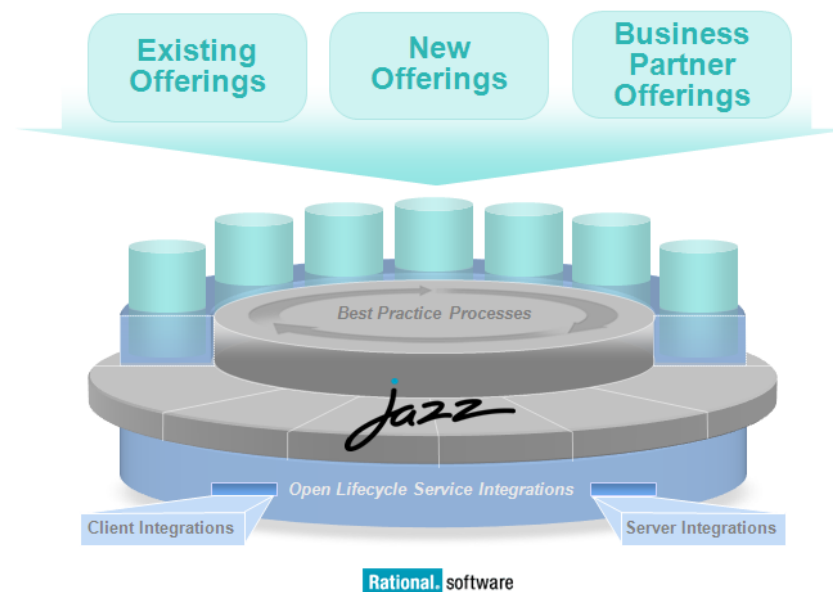 Existing
Offerings
New
Offerings
Business
Partner
Offerings
Best Practice Processes
jazz
Open Lifecycle Service Integrations
Client Integrations
Server Integrations
Rational. software